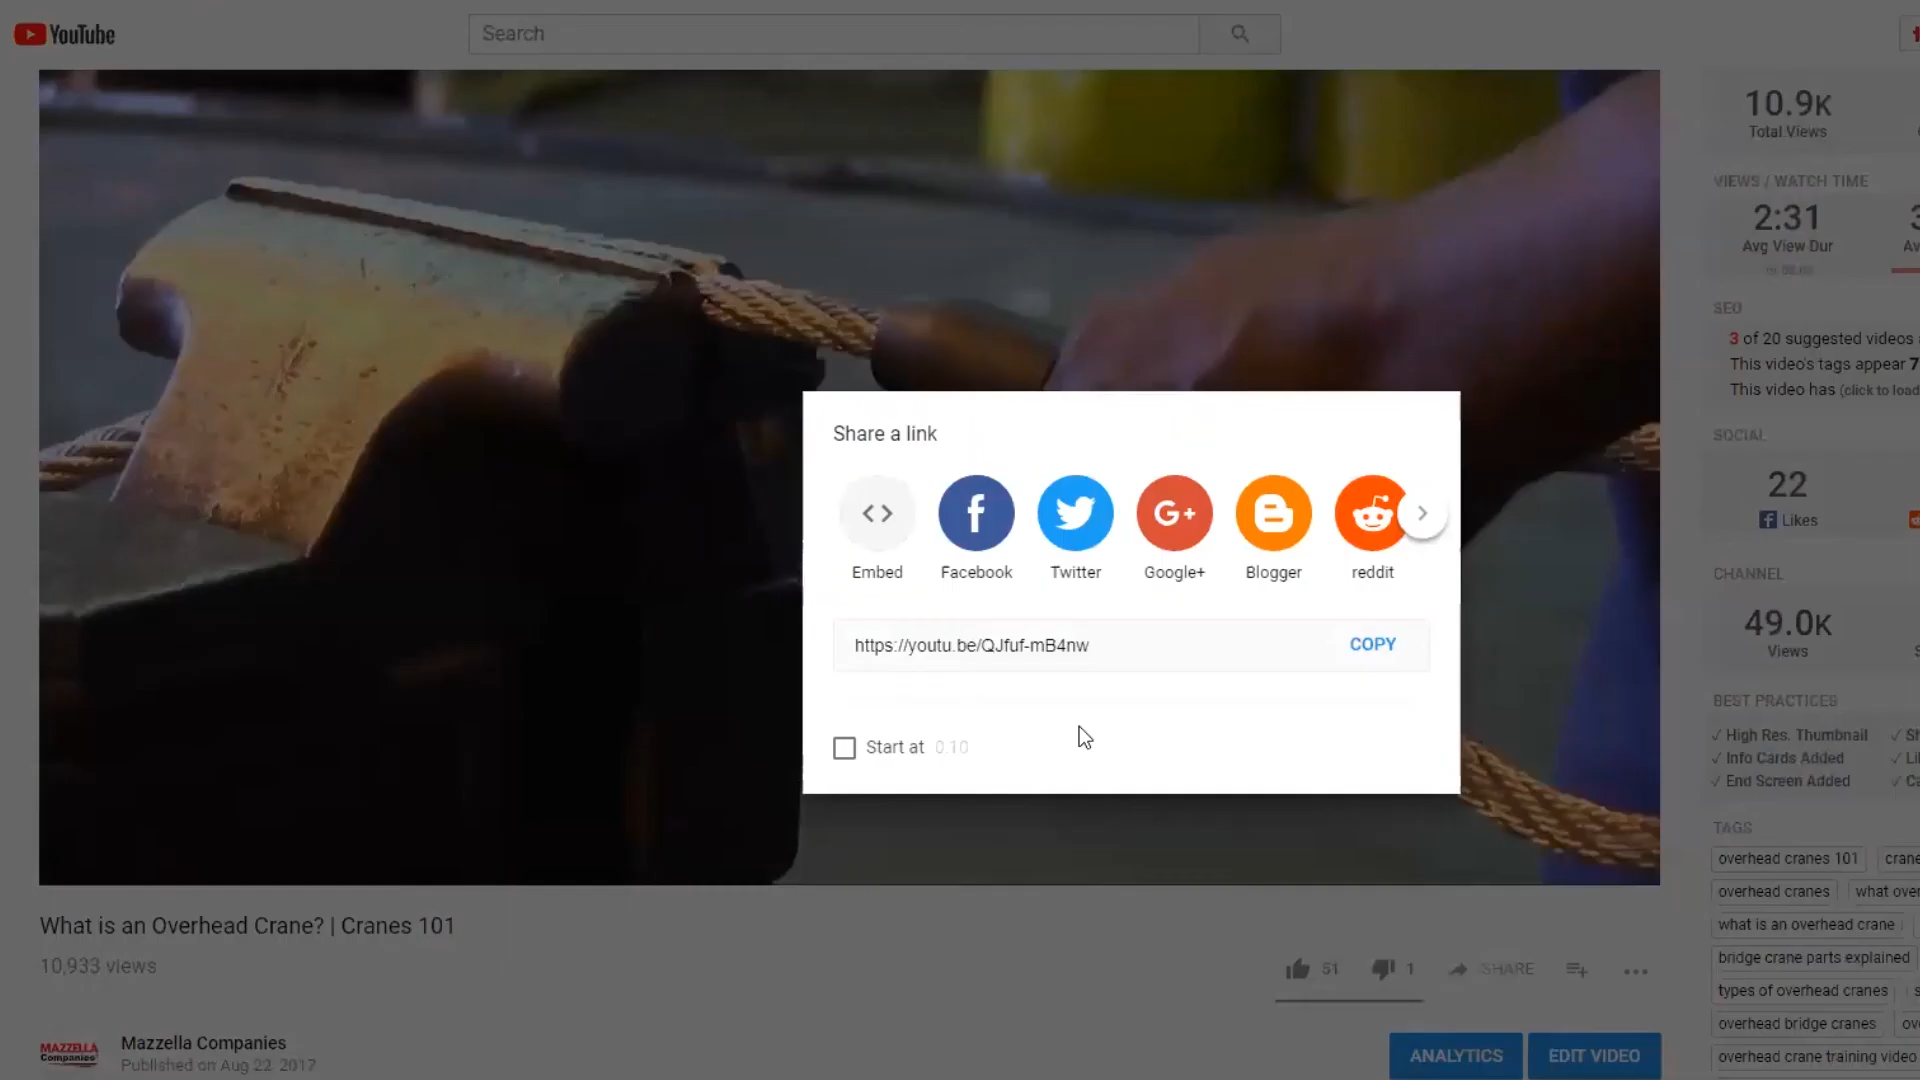 YouTube
Search
10.9K
Total Views
VIEWS / WATCH TIME
2:31
Avg View Dur
SEO
3 of 20 suggested videos
This video's tags appear 7
This video has (click to load
SOCIAL
22
f Likes
CHANNEL
49.0K
Views
BEST PRACTICES
✓ High Res. Thumbnail
✓ Info Cards Added
✓ End Screen Added
TAGS
overhead cranes 101
overhead cranes
what is an overhead crane
bridge crane parts explained
types of overhead cranes
overhead bridge cranes
overhead crane training video
Share a link
Embed
Facebook
Twitter
G+
Google+
Blogger
reddit
https://youtu.be/QJfuf-mB4nw
COPY
Start at 0:10
What is an Overhead Crane? | Cranes 101
10,933 views
51
1
SHARE
MAZZELLA
Companies
Mazzella Companies
Published on Aug 22, 2017
ANALYTICS
EDIT VIDEO